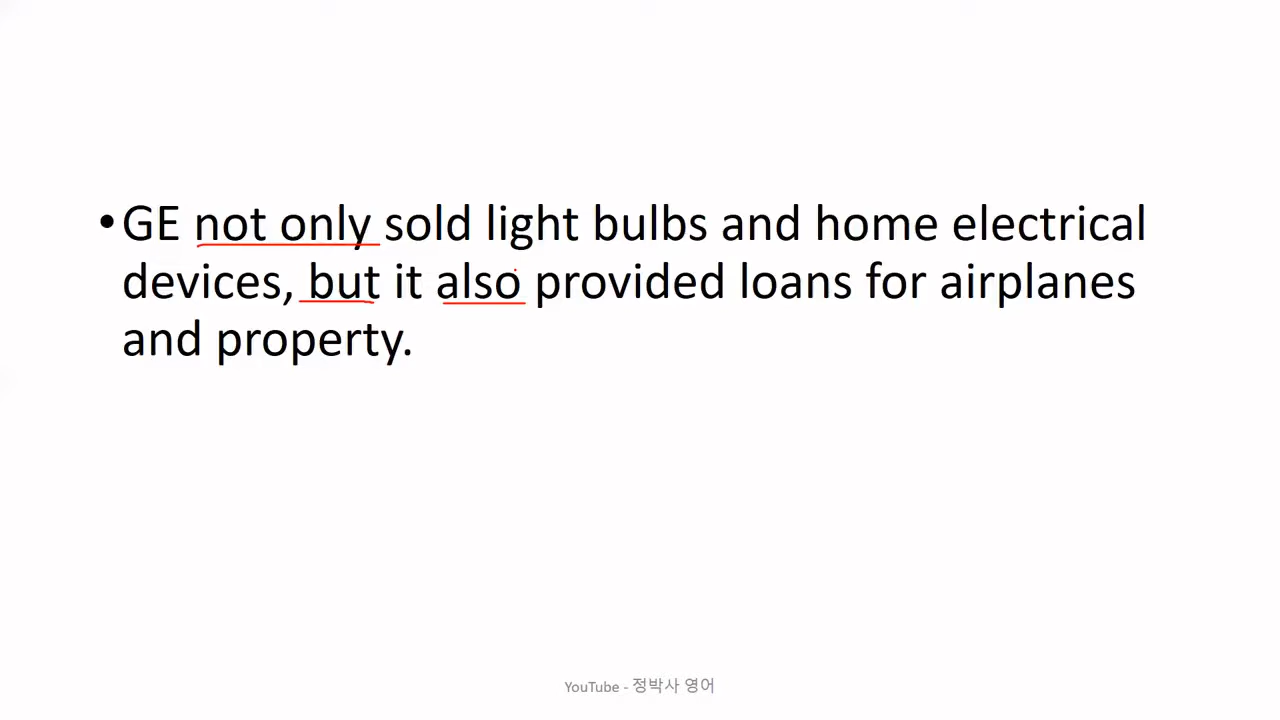 •GE not only sold light bulbs and home electrical
devices, but it also provided loans for airplanes
and property.
YouTube - 정박사 영어